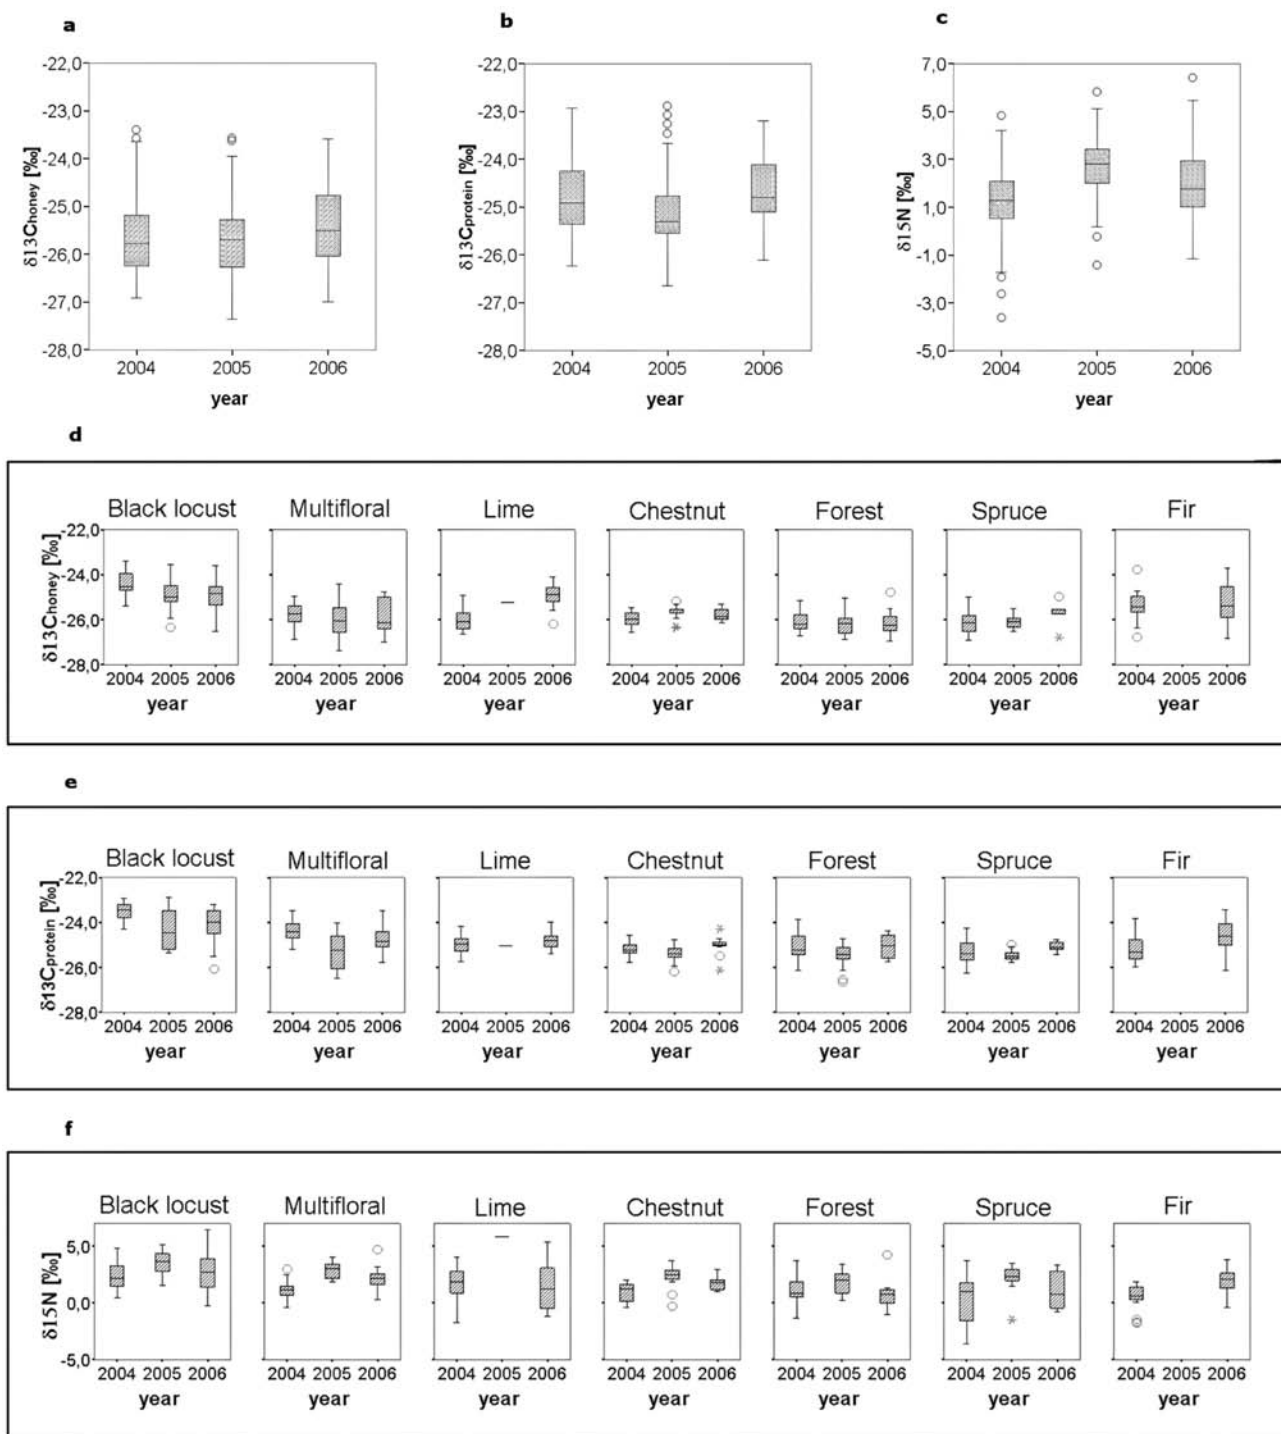 a
b
c
-22,0
-23,0
-24,0
-25,0
-26,0
-27,0
-28,0
δ13Choney [‰]
2004 2005 2006
year
-22,0
-23,0
-24,0
-25,0
-26,0
-27,0
-28,0
δ13Cprotein [‰]
2004 2005 2006
year
7,0
5,0
3,0
1,0
-1,0
-3,0
-5,0
δ15N [‰]
2004 2005 2006
year
d
Black locust Multifloral Lime Chestnut Forest Spruce Fir
-22,0
-24,0
-26,0
-28,0
δ13Choney [‰]
2004 2005 2006 2004 2005 2006 2004 2005 2006 2004 2005 2006 2004 2005 2006 2004 2005 2006 2004 2005 2006
year year year year year year year
e
Black locust Multifloral Lime Chestnut Forest Spruce Fir
-22,0
-24,0
-26,0
-28,0
δ13Cprotein [‰]
2004 2005 2006 2004 2005 2006 2004 2005 2006 2004 2005 2006 2004 2005 2006 2004 2005 2006 2004 2005 2006
year year year year year year year
f
Black locust Multifloral Lime Chestnut Forest Spruce Fir
5,0
0,0
-5,0
δ15N [‰]
2004 2005 2006 2004 2005 2006 2004 2005 2006 2004 2005 2006 2004 2005 2006 2004 2005 2006 2004 2005 2006
year year year year year year year